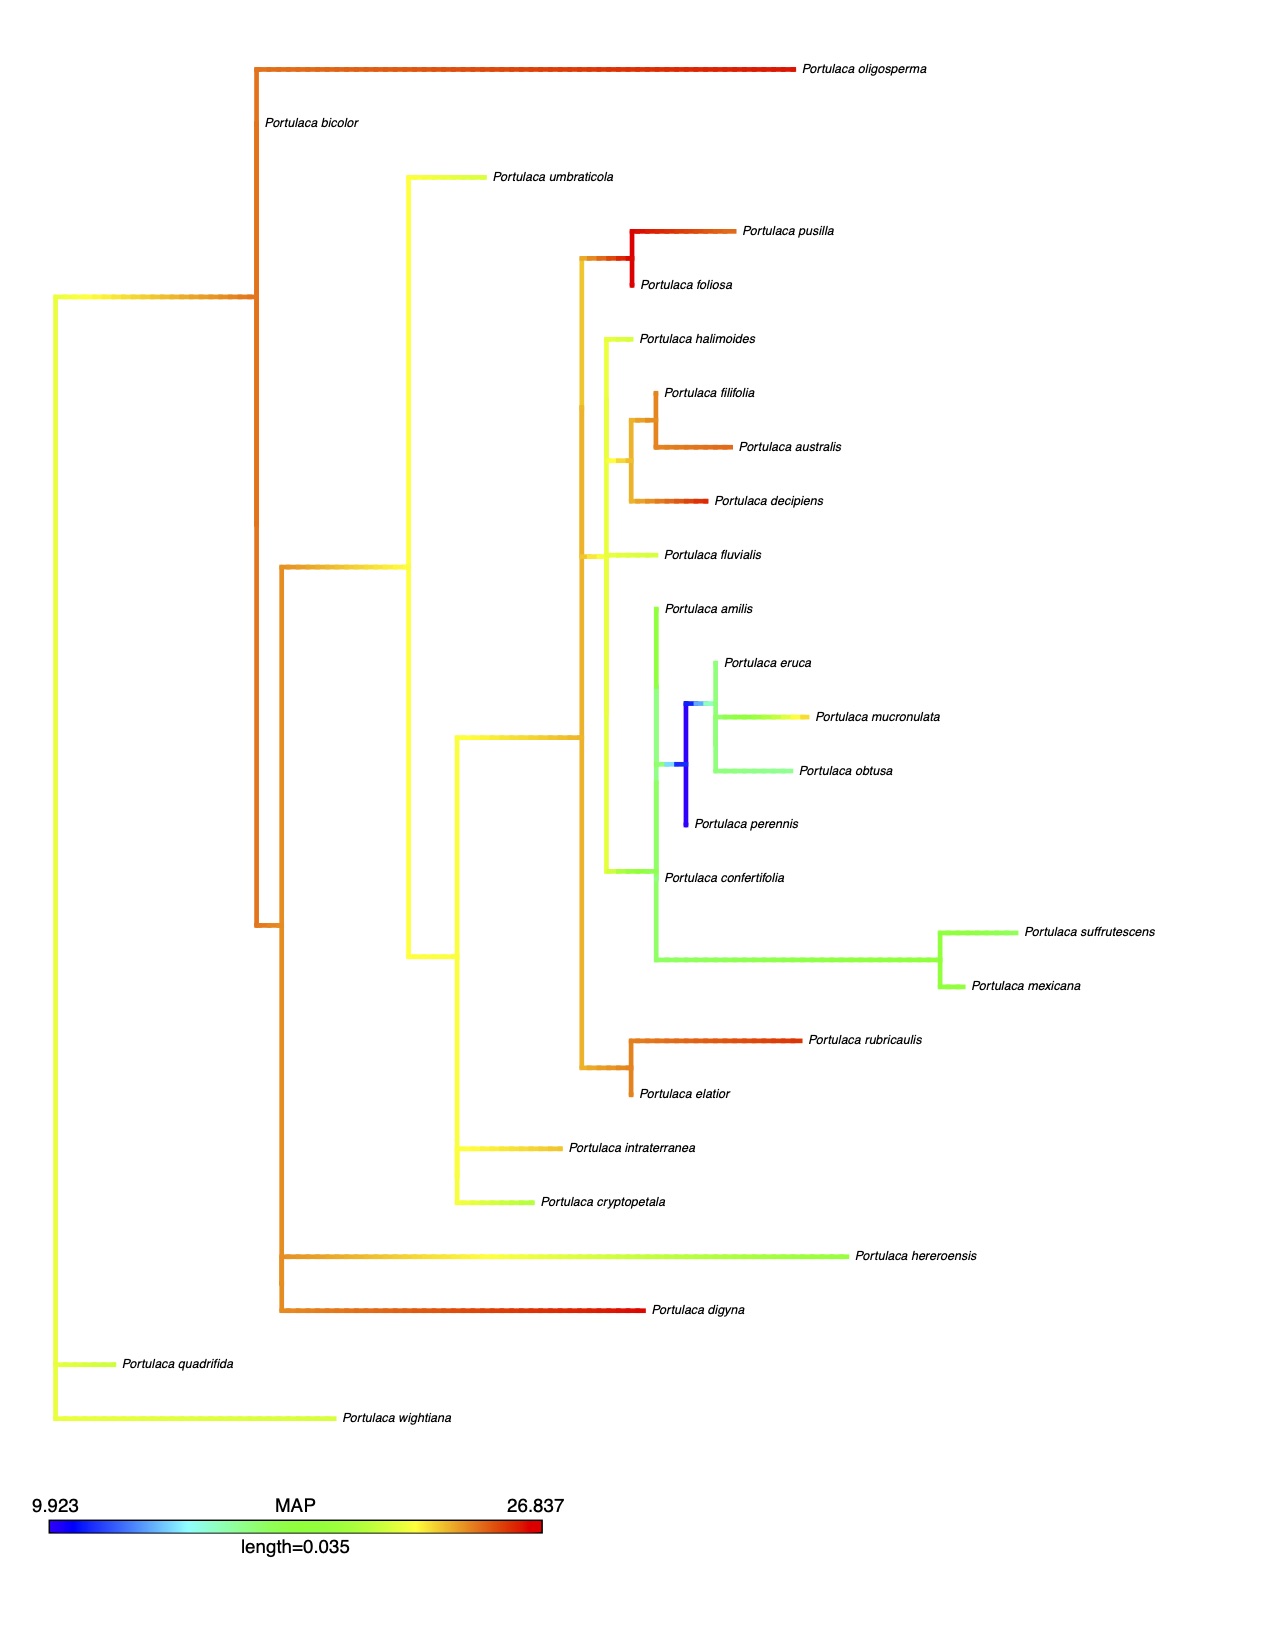 Portulaca oligosperma
Portulaca bicolor
Portulaca umbraticola
Portulaca pusilla
Portulaca foliosa
Portulaca halimoides
Portulaca filifolia
Portulaca australis
Portulaca decipiens
Portulaca fluvialis
Portulaca amilis
Portulaca eruca
Portulaca mucronulata
Portulaca obtusa
Portulaca perennis
Portulaca confertifolia
Portulaca suffrutescens
Portulaca mexicana
Portulaca rubricaulis
Portulaca elatior
Portulaca intraterranea
Portulaca cryptopetala
Portulaca hereroensis
Portulaca digyna
Portulaca quadrifida
Portulaca wightiana
9.923 MAP 26.837
length=0.035